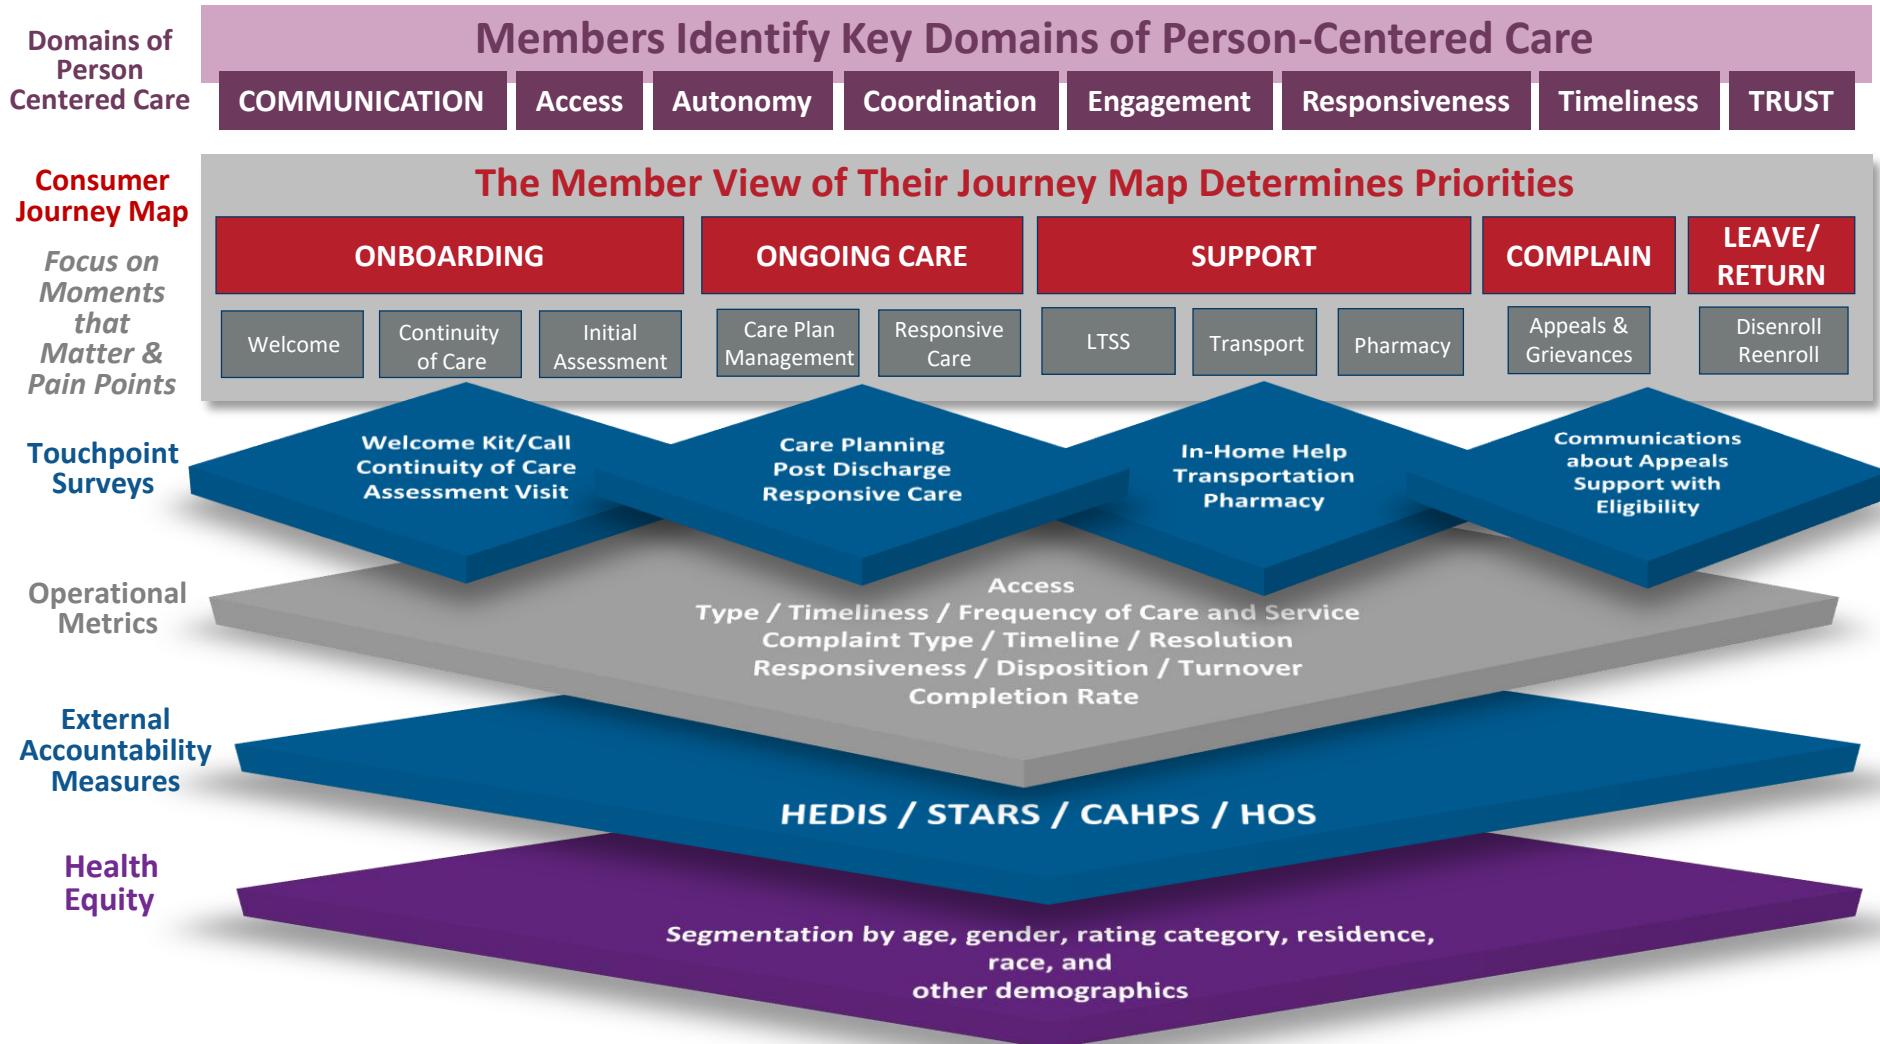 Members Identify Key Domains of Person-Centered Care
Domains of
Person
Centered Care
COMMUNICATION
Access
Autonomy
Coordination
Engagement
Responsiveness
Timeliness
TRUST
Consumer
Journey Map
The Member View of Their Journey Map Determines Priorities
Focus on
Moments
that
Matter &
Pain Points
ONBOARDING
ONGOING CARE
SUPPORT
COMPLAIN
LEAVE/
RETURN
Welcome
Continuity
of Care
Initial
Assessment
Care Plan
Management
Responsive
Care
LTSS
Transport
Pharmacy
Appeals &
Grievances
Disenroll
Reenroll
Touchpoint
Surveys
Welcome Kit/Call
Continuity of Care
Assessment Visit
Care Planning
Post Discharge
Responsive Care
In-Home Help
Transportation
Pharmacy
Communications
about Appeals
Support with
Eligibility
Operational
Metrics
Access
Type / Timeliness / Frequency of Care and Service
Complaint Type / Timeline / Resolution
Responsiveness / Disposition / Turnover
Completion Rate
External
Accountability
Measures
HEDIS / STARS / CAHPS / HOS
Health
Equity
Segmentation by age, gender, rating category, residence,
race, and
other demographics